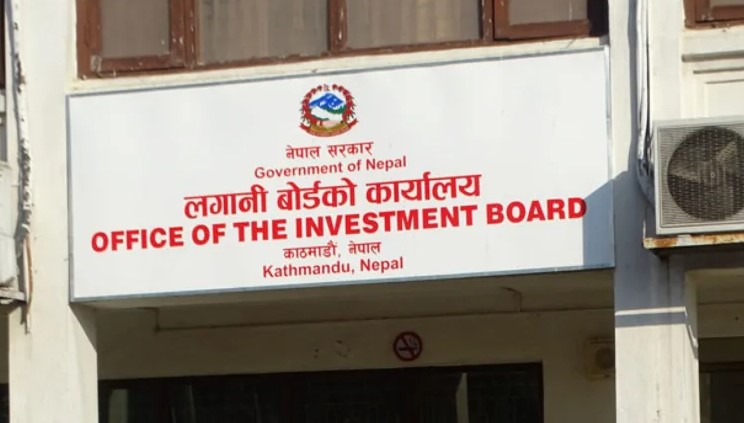 नेपाल सरकार
Government of Nepal
लगानी बोर्डको कार्यालय
OFFICE OF THE INVESTMENT BOARD
काठमाडौं, नेपाल
Kathmandu, Nepal